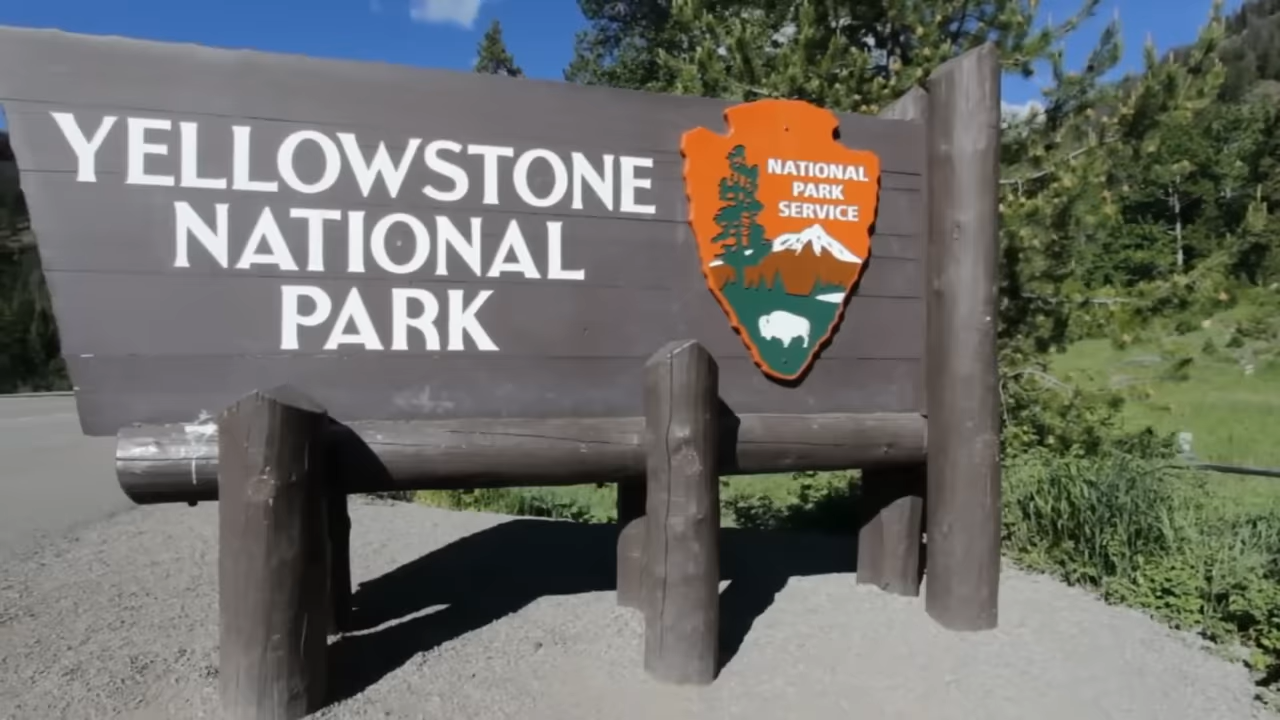 YELLOWSTONE
NATIONAL
PARK
NATIONAL
PARK
SERVICE